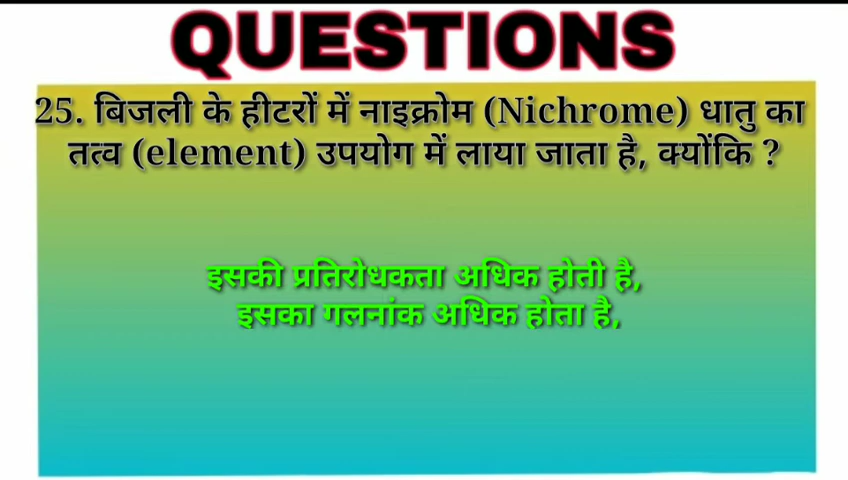 QUESTIONS
25. बिजली के हीटरों में नाइक्रोम (Nichrome) धातु का
तत्व (element) उपयोग में लाया जाता है, क्योंकि ?
इसकी प्रतिरोधकता अधिक होती है,
इसका गलनांक अधिक होता है,